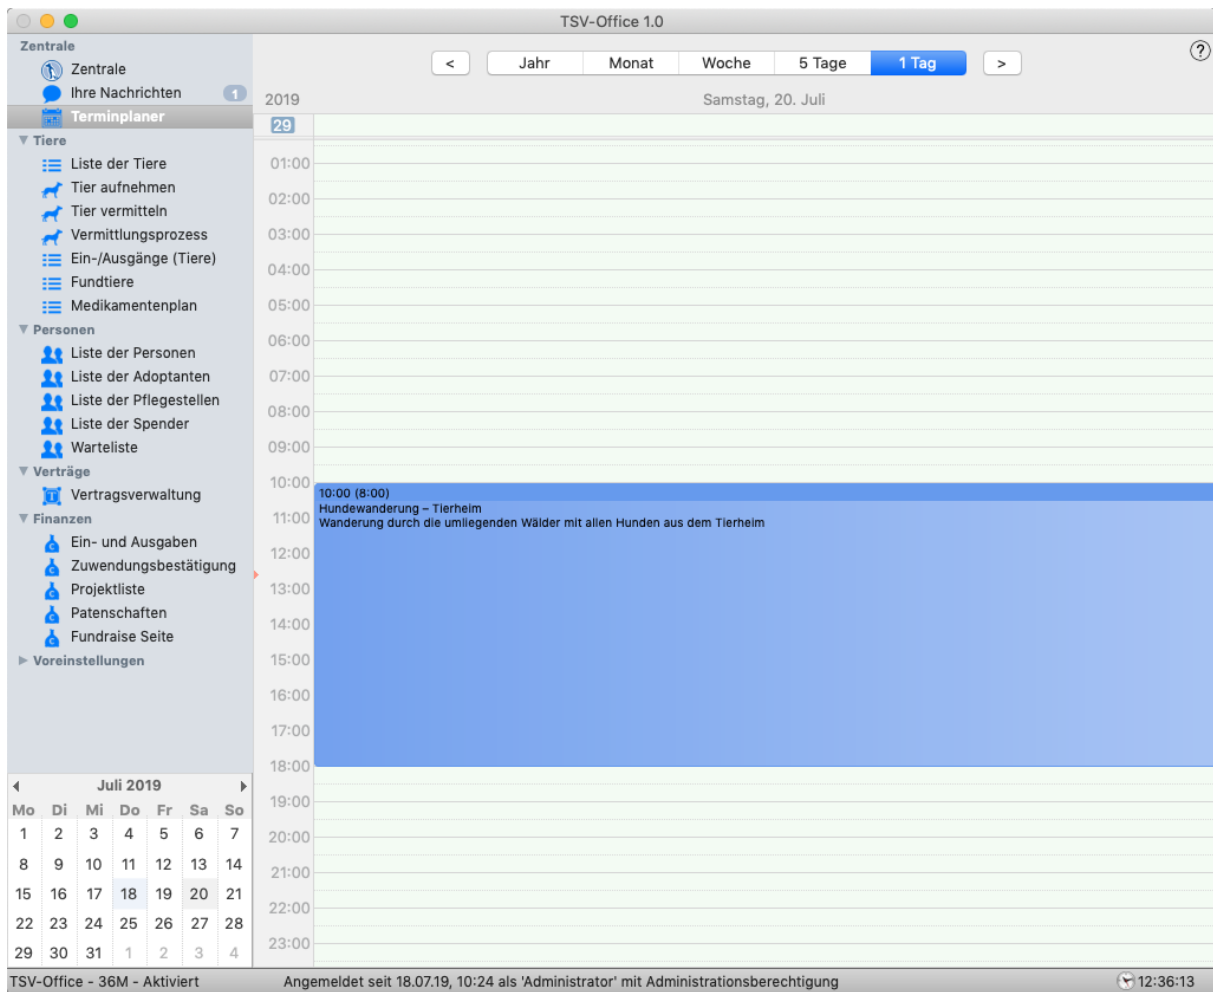 TSV-Office 1.0
Zentrale
Zentrale
Ihre Nachrichten 1
Terminplaner
Tiere
Liste der Tiere
Tier aufnehmen
Tier vermitteln
Vermittlungsprozess
Ein-/Ausgänge (Tiere)
Fundtiere
Medikamentenplan
Personen
Liste der Personen
Liste der Adoptanten
Liste der Pflegestellen
Liste der Spender
Warteliste
Verträge
Vertragsverwaltung
Finanzen
Ein- und Ausgaben
Zuwendungsbestätigung
Projektliste
Patenschaften
Fundraise Seite
Voreinstellungen
Juli 2019
Mo Di Mi Do Fr Sa So
1 2 3 4 5 6 7
8 9 10 11 12 13 14
15 16 17 18 19 20 21
22 23 24 25 26 27 28
29 30 31 1 2 3 4
< Jahr Monat Woche 5 Tage 1 Tag > ?
2019 Samstag, 20. Juli
29
01:00
02:00
03:00
04:00
05:00
06:00
07:00
08:00
09:00
10:00
10:00 (8:00)
Hundewanderung – Tierheim
11:00
Wanderung durch die umliegenden Wälder mit allen Hunden aus dem Tierheim
12:00
13:00
14:00
15:00
16:00
17:00
18:00
19:00
20:00
21:00
22:00
23:00
TSV-Office - 36M - Aktiviert Angemeldet seit 18.07.19, 10:24 als 'Administrator' mit Administrationsberechtigung 12:36:13